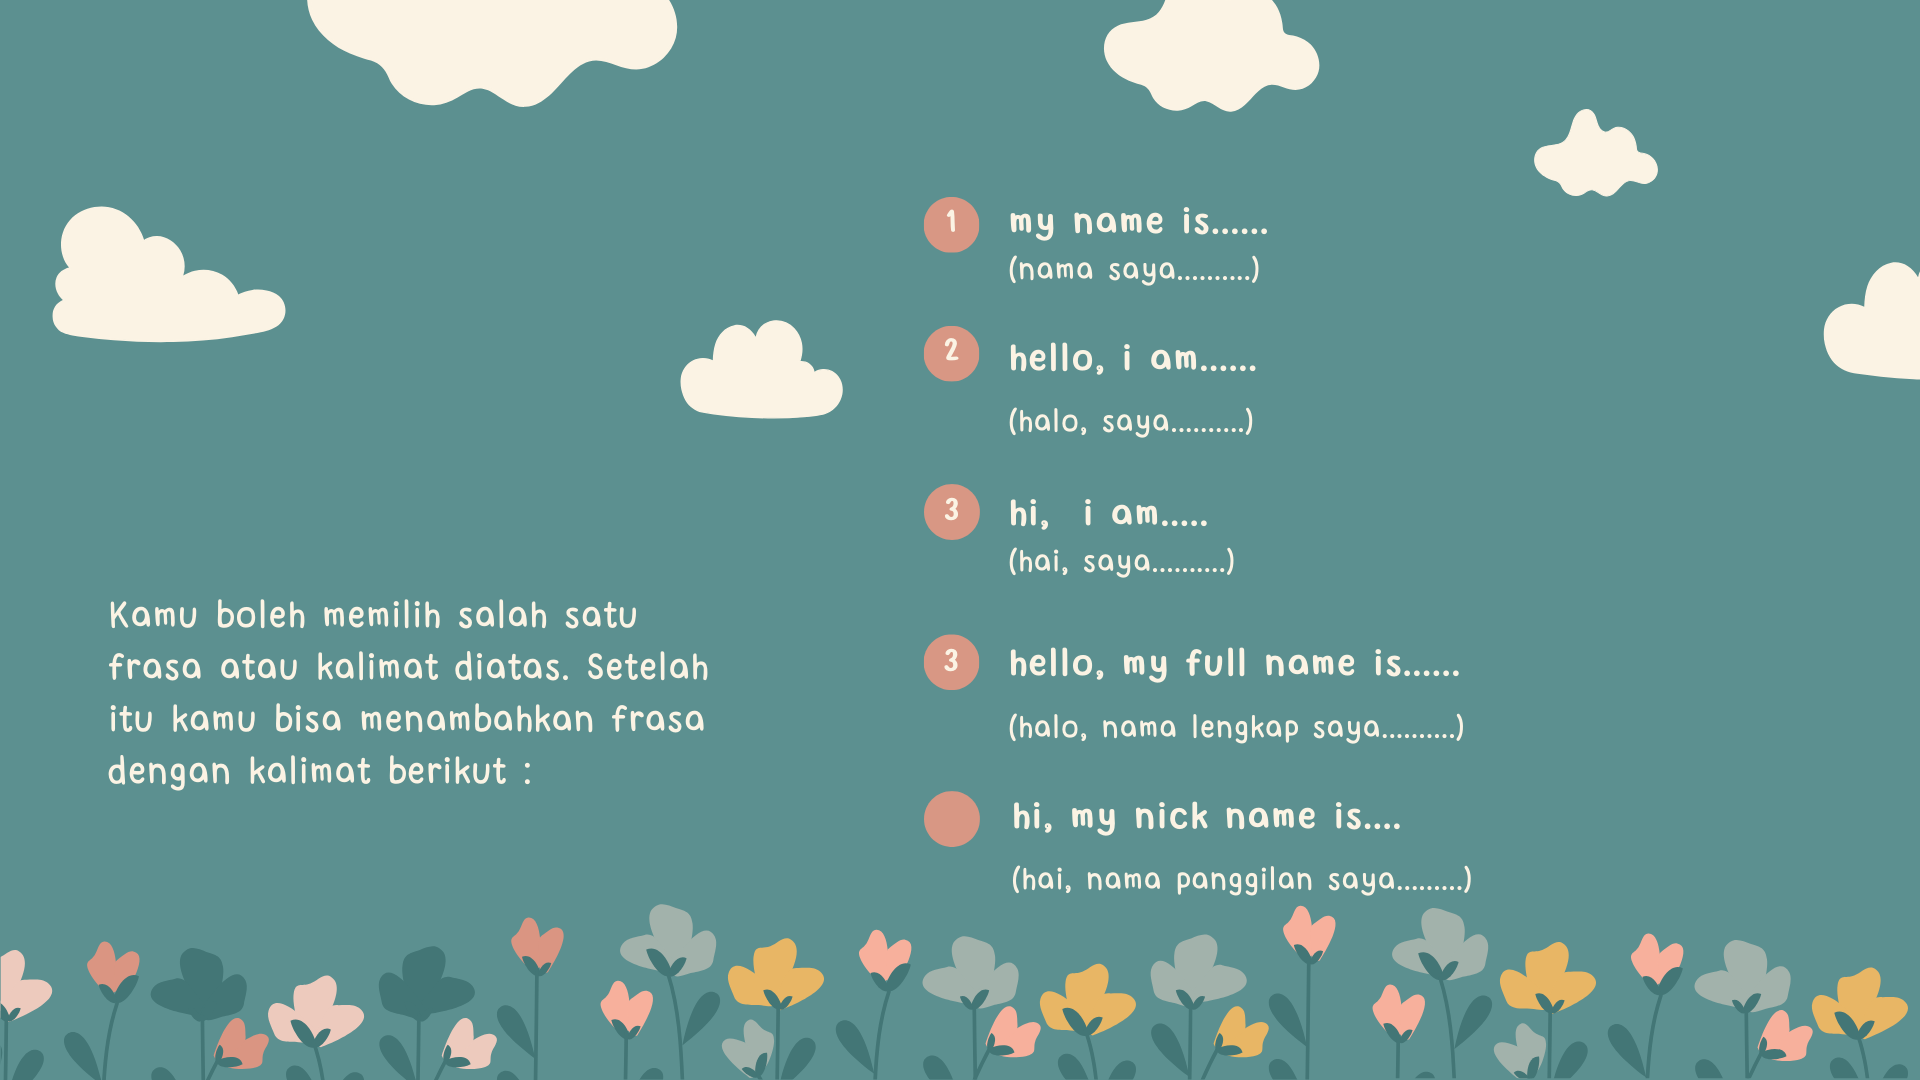 1 my name is......
(nama saya..........)
2 hello, i am......
(halo, saya..........)
3 hi, i am.....
(hai, saya..........)
3 hello, my full name is......
(halo, nama lengkap saya..........)
hi, my nick name is....
(hai, nama panggilan saya.........)
Kamu boleh memilih salah satu
frasa atau kalimat diatas. Setelah
itu kamu bisa menambahkan frasa
dengan kalimat berikut :